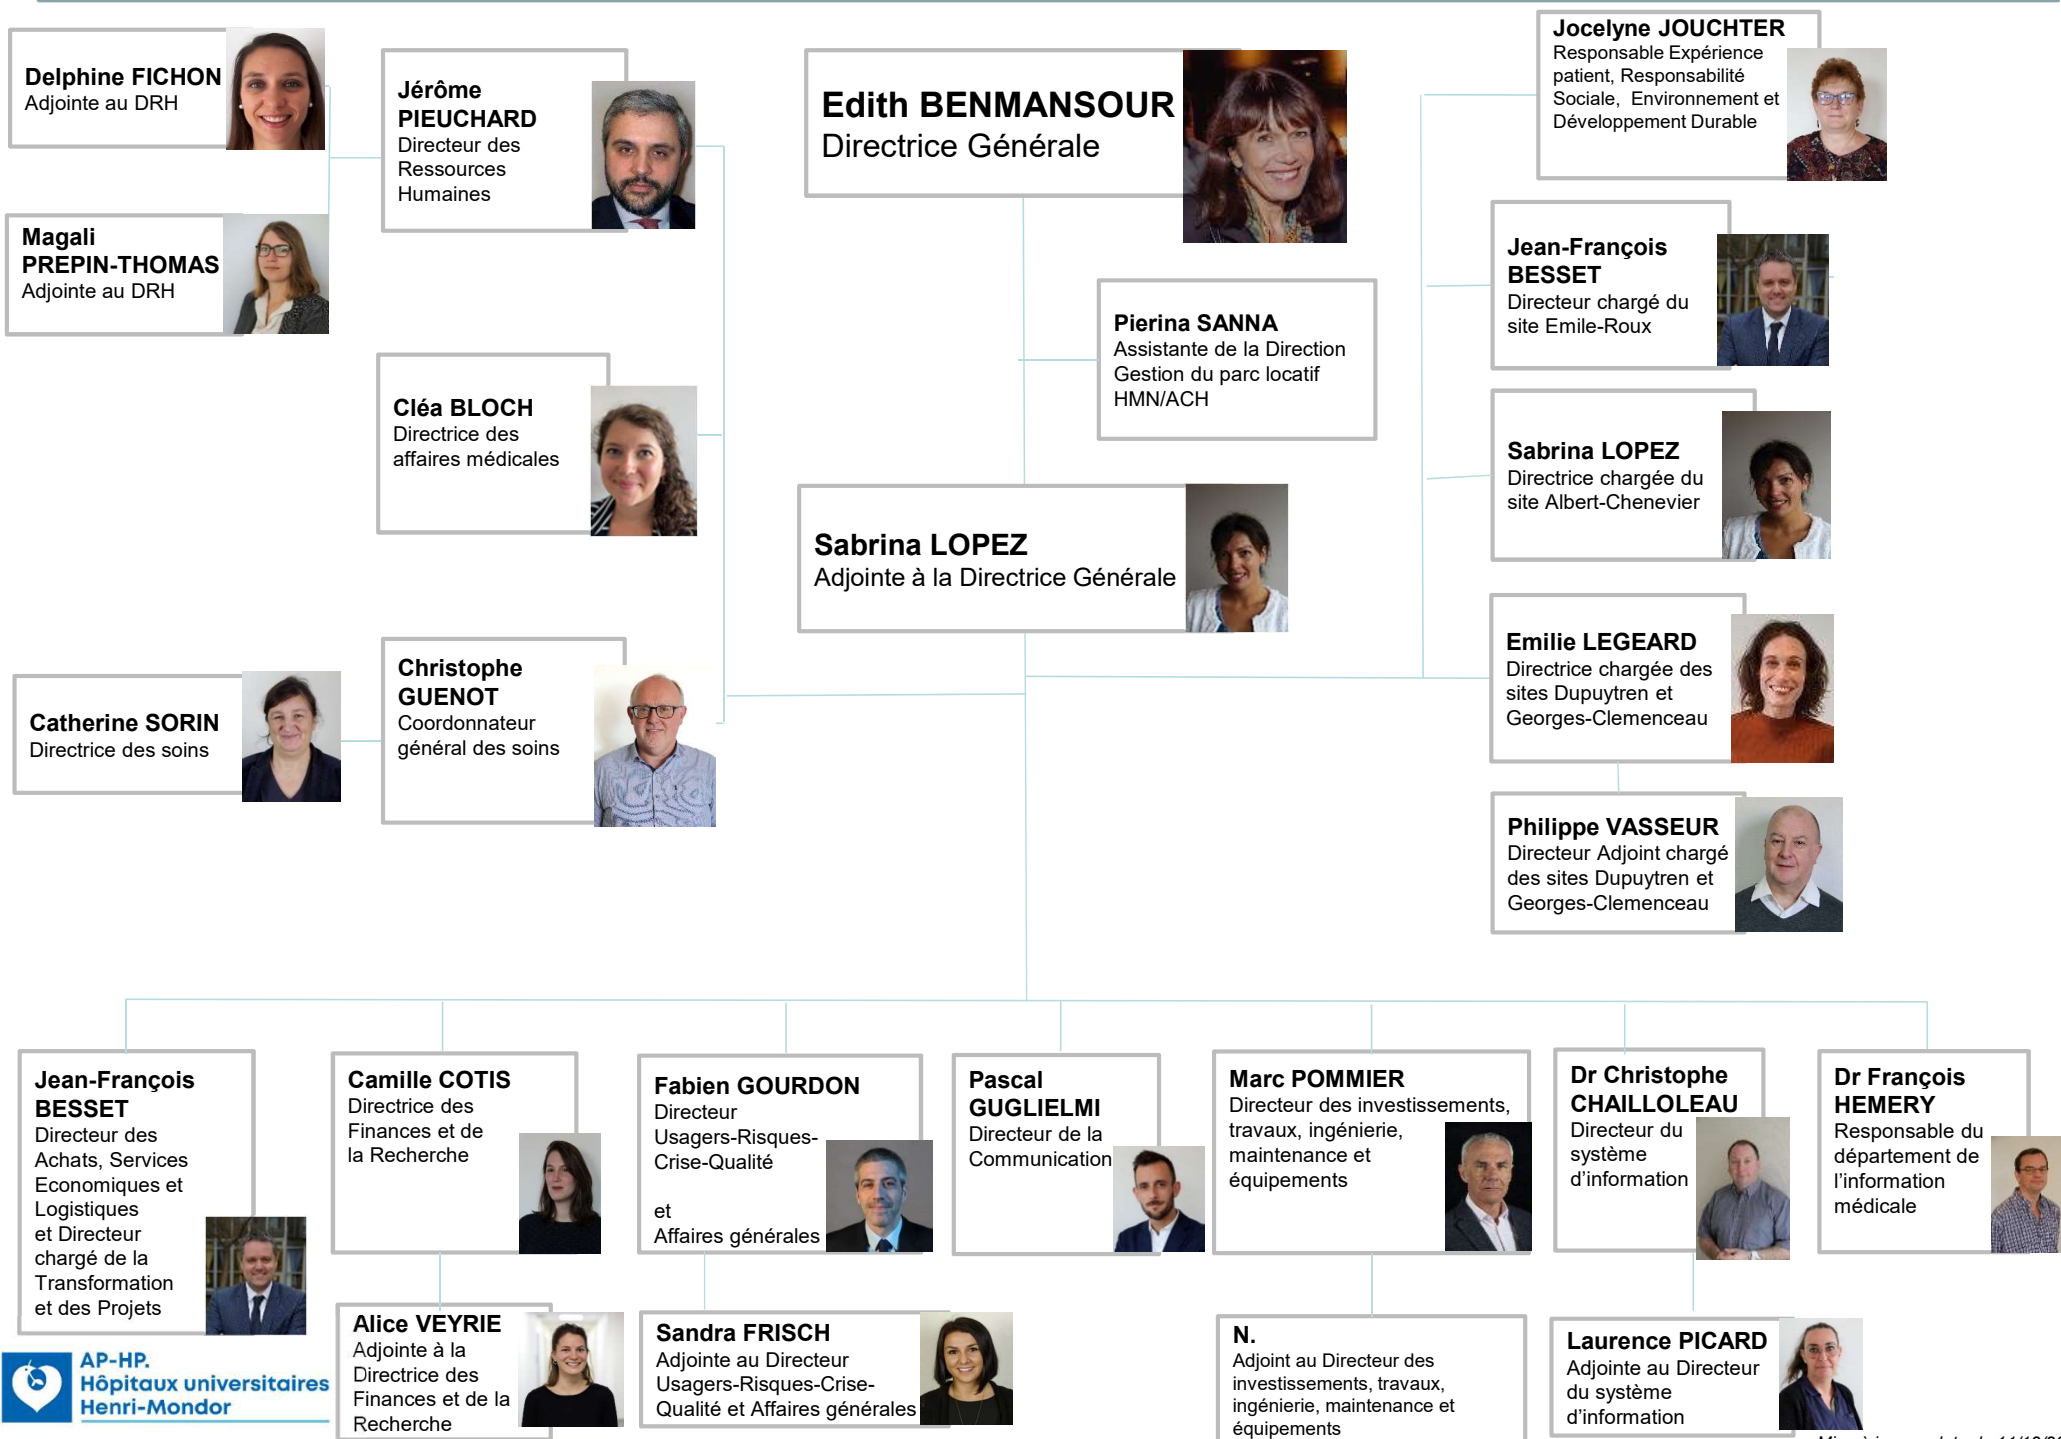 Delphine FICHON
Adjointe au DRH
Magali
PREPIN-THOMAS
Adjointe au DRH
Jérôme
PIEUCHARD
Directeur des
Ressources
Humaines
Cléa BLOCH
Directrice des
affaires médicales
Catherine SORIN
Directrice des soins
Christophe
GUENOT
Coordonnateur
général des soins
Edith BENMANSOUR
Directrice Générale
Pierina SANNA
Assistante de la Direction
Gestion du parc locatif
HMN/ACH
Sabrina LOPEZ
Adjointe à la Directrice Générale
Jocelyne JOUCHTER
Responsable Expérience
patient, Responsabilité
Sociale, Environnement et
Développement Durable
Jean-François
BESSET
Directeur chargé du
site Emile-Roux
Sabrina LOPEZ
Directrice chargée du
site Albert-Chenevier
Emilie LEGEARD
Directrice chargée des
sites Dupuytren et
Georges-Clemenceau
Philippe VASSEUR
Directeur Adjoint chargé
des sites Dupuytren et
Georges-Clemenceau
Jean-François
BESSET
Directeur des
Achats, Services
Economiques et
Logistiques
et Directeur
chargé de la
Transformation
et des Projets
Camille COTIS
Directrice des
Finances et de
la Recherche
Fabien GOURDON
Directeur
Usagers-Risques-
Crise-Qualité
et
Affaires générales
Pascal
GUGLIELMI
Directeur de la
Communication
Marc POMMIER
Directeur des investissements,
travaux, ingénierie,
maintenance et
équipements
Dr Christophe
CHAILLOLEAU
Directeur du
système
d'information
Dr François
HEMERY
Responsable du
département de
l'information
médicale
Alice VEYRIE
Adjointe à la
Directrice des
Finances et de la
Recherche
Sandra FRISCH
Adjointe au Directeur
Usagers-Risques-Crise-
Qualité et Affaires générales
N.
Adjoint au Directeur des
investissements, travaux,
ingénierie, maintenance et
équipements
Laurence PICARD
Adjointe au Directeur
du système
d'information
AP-HP.
Hôpitaux universitaires
Henri-Mondor